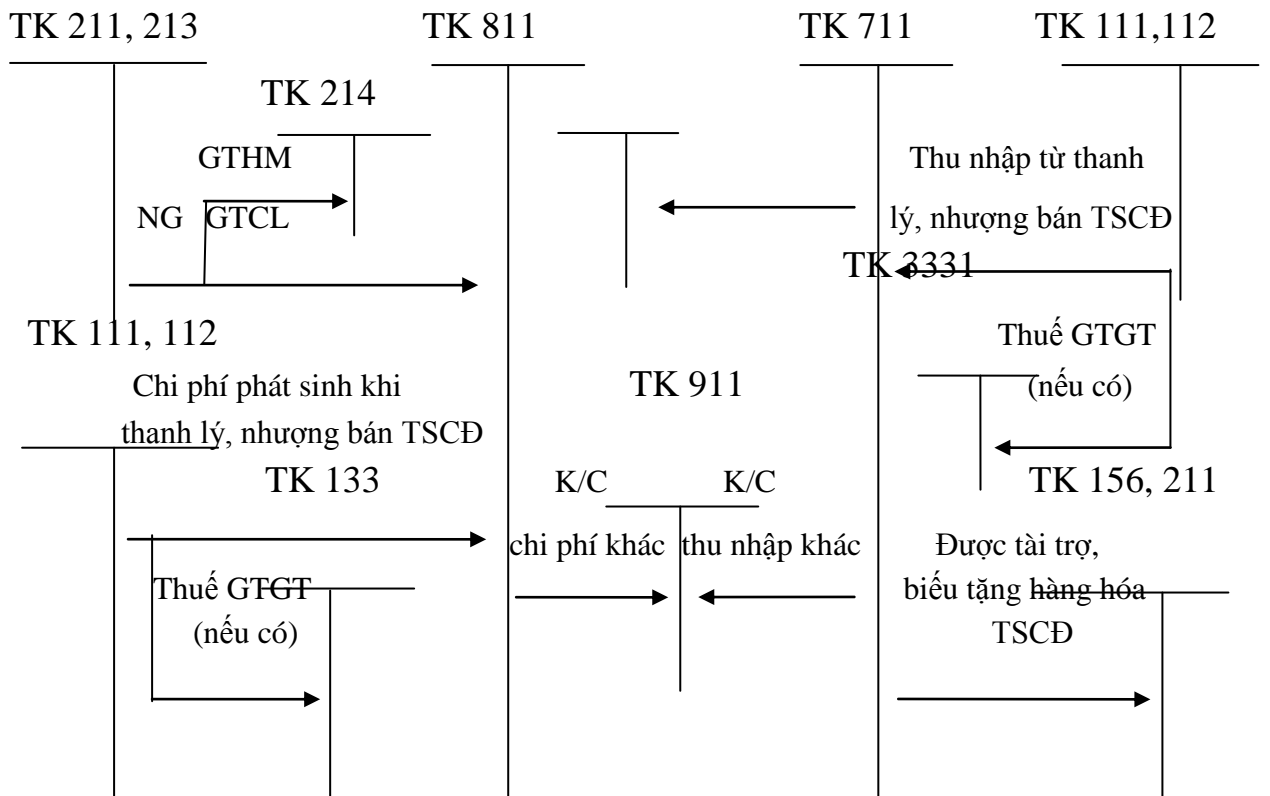 TK 211, 213
TK 811
TK 711
TK 111,112
TK 214
GTHM
Thu nhập từ thanh
NG GTCL
lý, nhượng bán TSCĐ
TK 3331
TK 111, 112
Thuế GTGT
Chi phí phát sinh khi
TK 911
(nếu có)
thanh lý, nhượng bán TSCĐ
TK 133
K/C
K/C
TK 156, 211
chi phí khác
thu nhập khác
Được tài trợ,
Thuế GTGT
biếu tặng hàng hóa
(nếu có)
TSCĐ